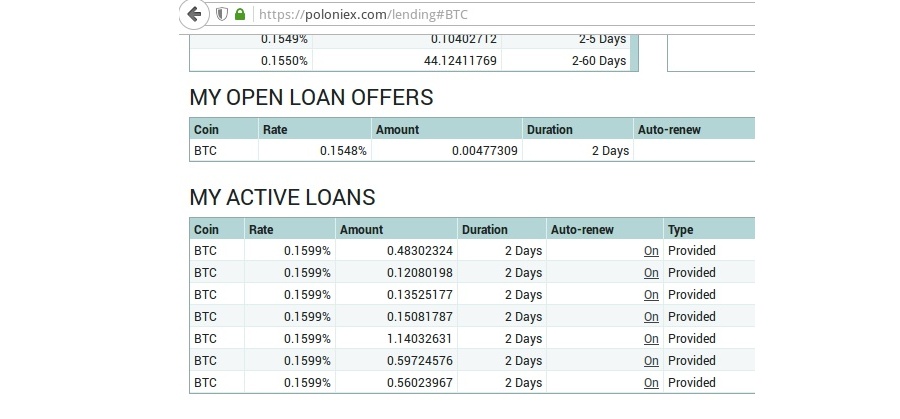 https://poloniex.com/lending#BTC
0.1549% 0.10402712 2-5 Days
0.1550% 44.12411769 2-60 Days
MY OPEN LOAN OFFERS
Coin Rate Amount Duration Auto-renew
BTC 0.1548% 0.00477309 2 Days
MY ACTIVE LOANS
Coin Rate Amount Duration Auto-renew Type
BTC 0.1599% 0.48302324 2 Days On Provided
BTC 0.1599% 0.12080198 2 Days On Provided
BTC 0.1599% 0.13525177 2 Days On Provided
BTC 0.1599% 0.15081787 2 Days On Provided
BTC 0.1599% 1.14032631 2 Days On Provided
BTC 0.1599% 0.59724576 2 Days On Provided
BTC 0.1599% 0.56023967 2 Days On Provided